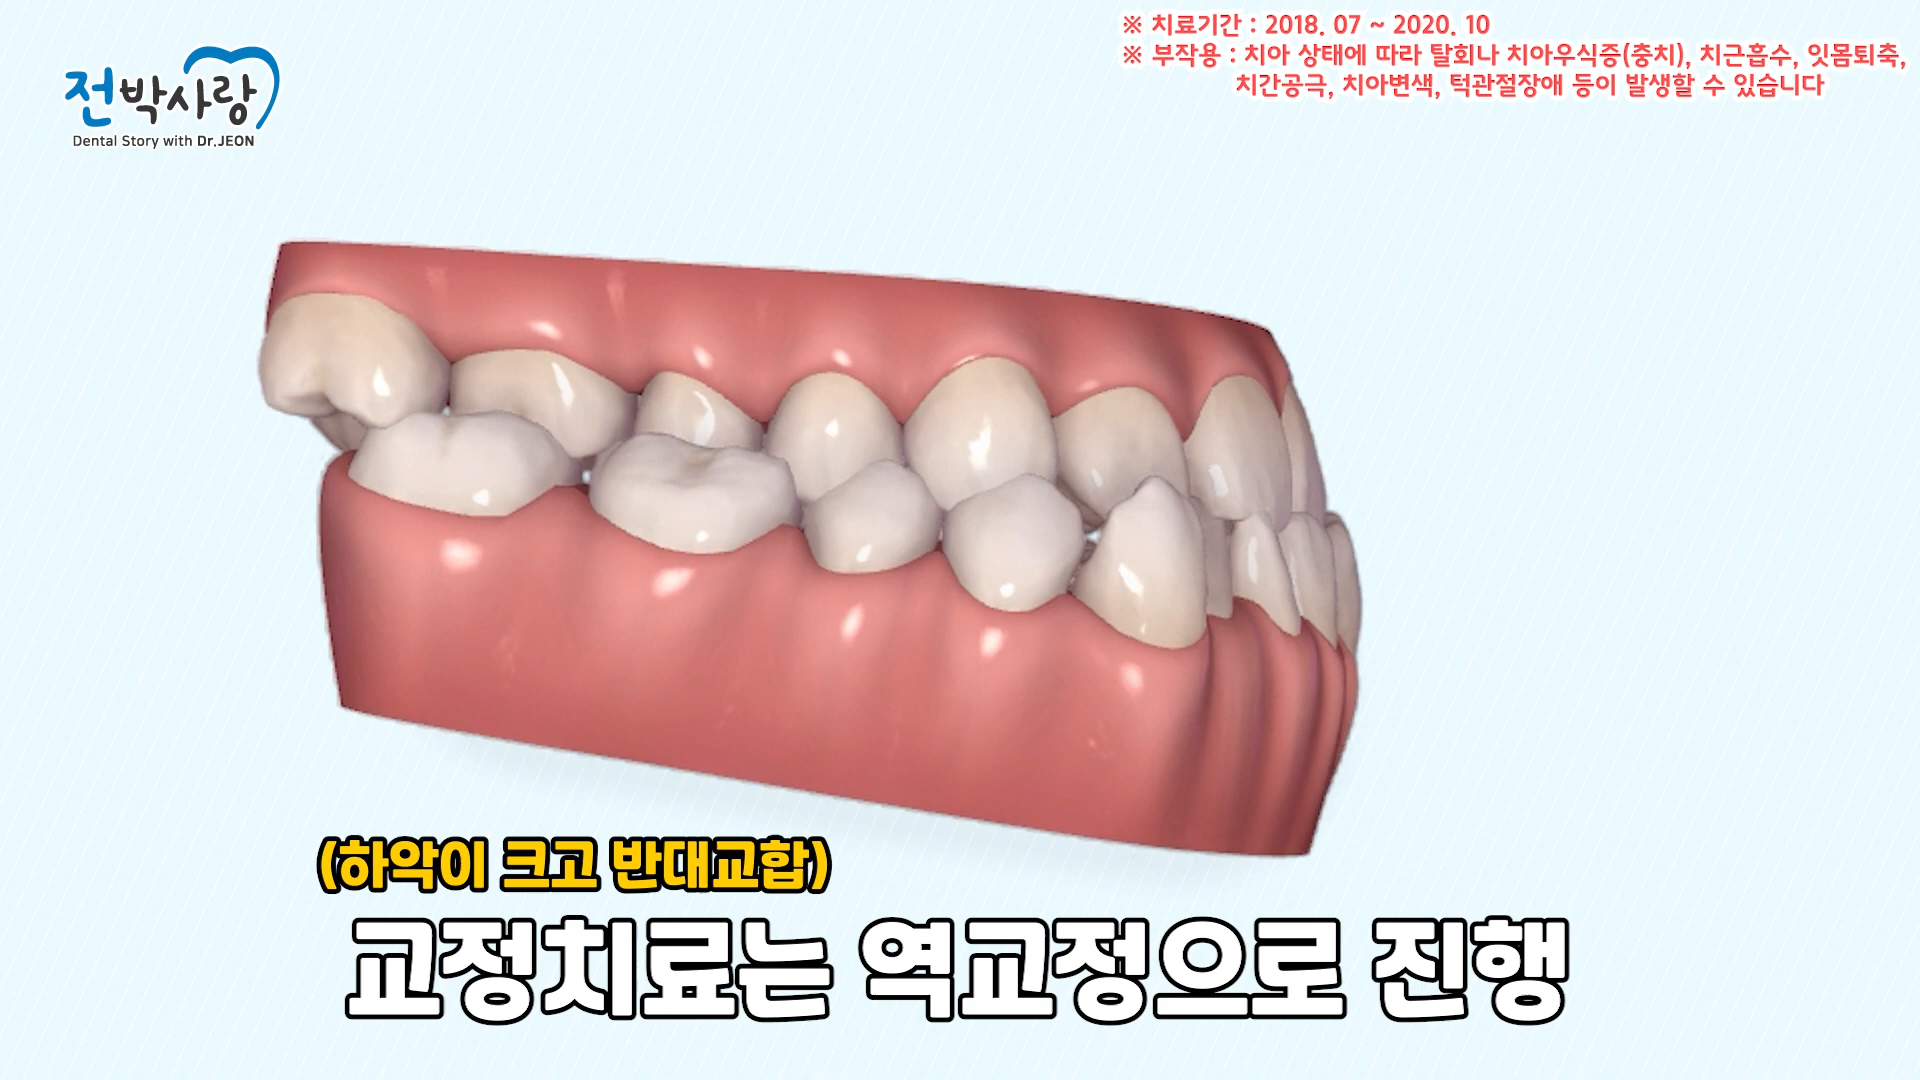 전박사랑
Dental Story with Dr.JEON
※ 치료기간 : 2018. 07 ~ 2020. 10
※ 부작용 : 치아 상태에 따라 탈회나 치아우식증(충치), 치근흡수, 잇몸퇴축,
치간공극, 치아변색, 턱관절장애 등이 발생할 수 있습니다
(하악이 크고 반대교합)
교정치료는 역교정으로 진행